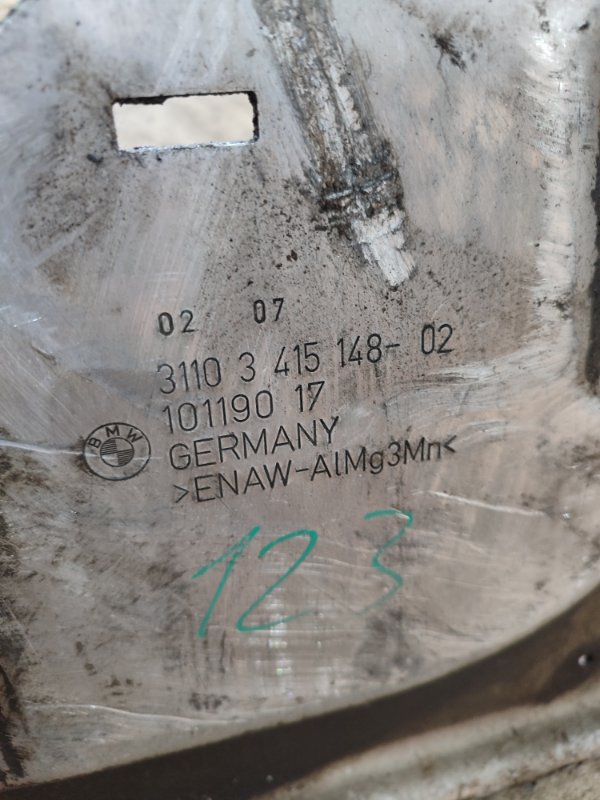 02 07
3110 3 415 148- 02
101190 17
BMW
GERMANY
>ENAW-AlMg3Mn<
123